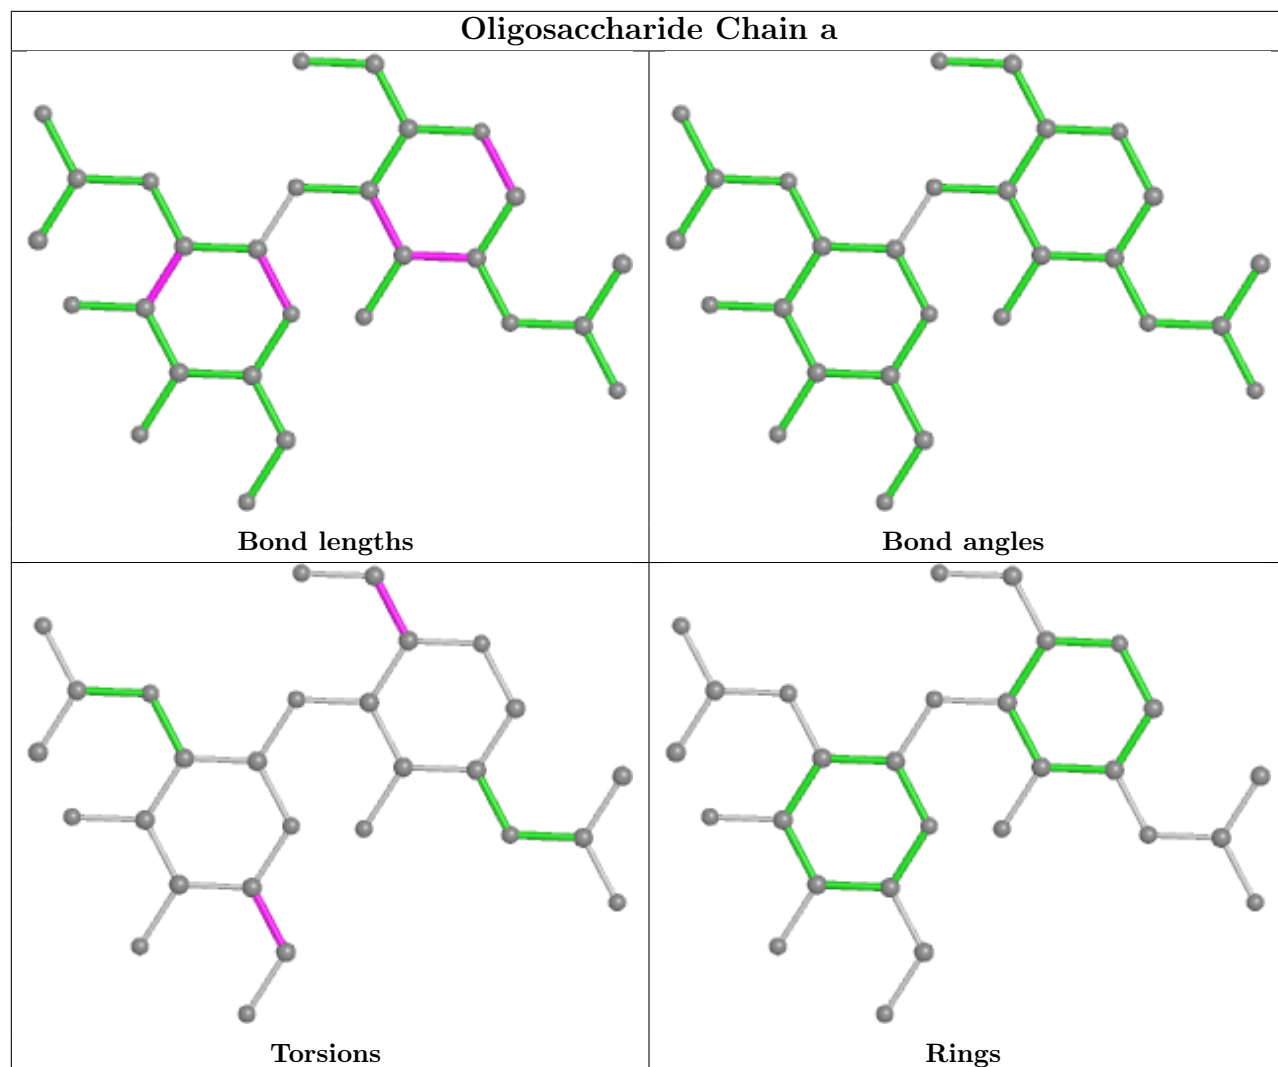 Oligosaccharide Chain a
Bond lengths
Bond angles
Torsions
Rings